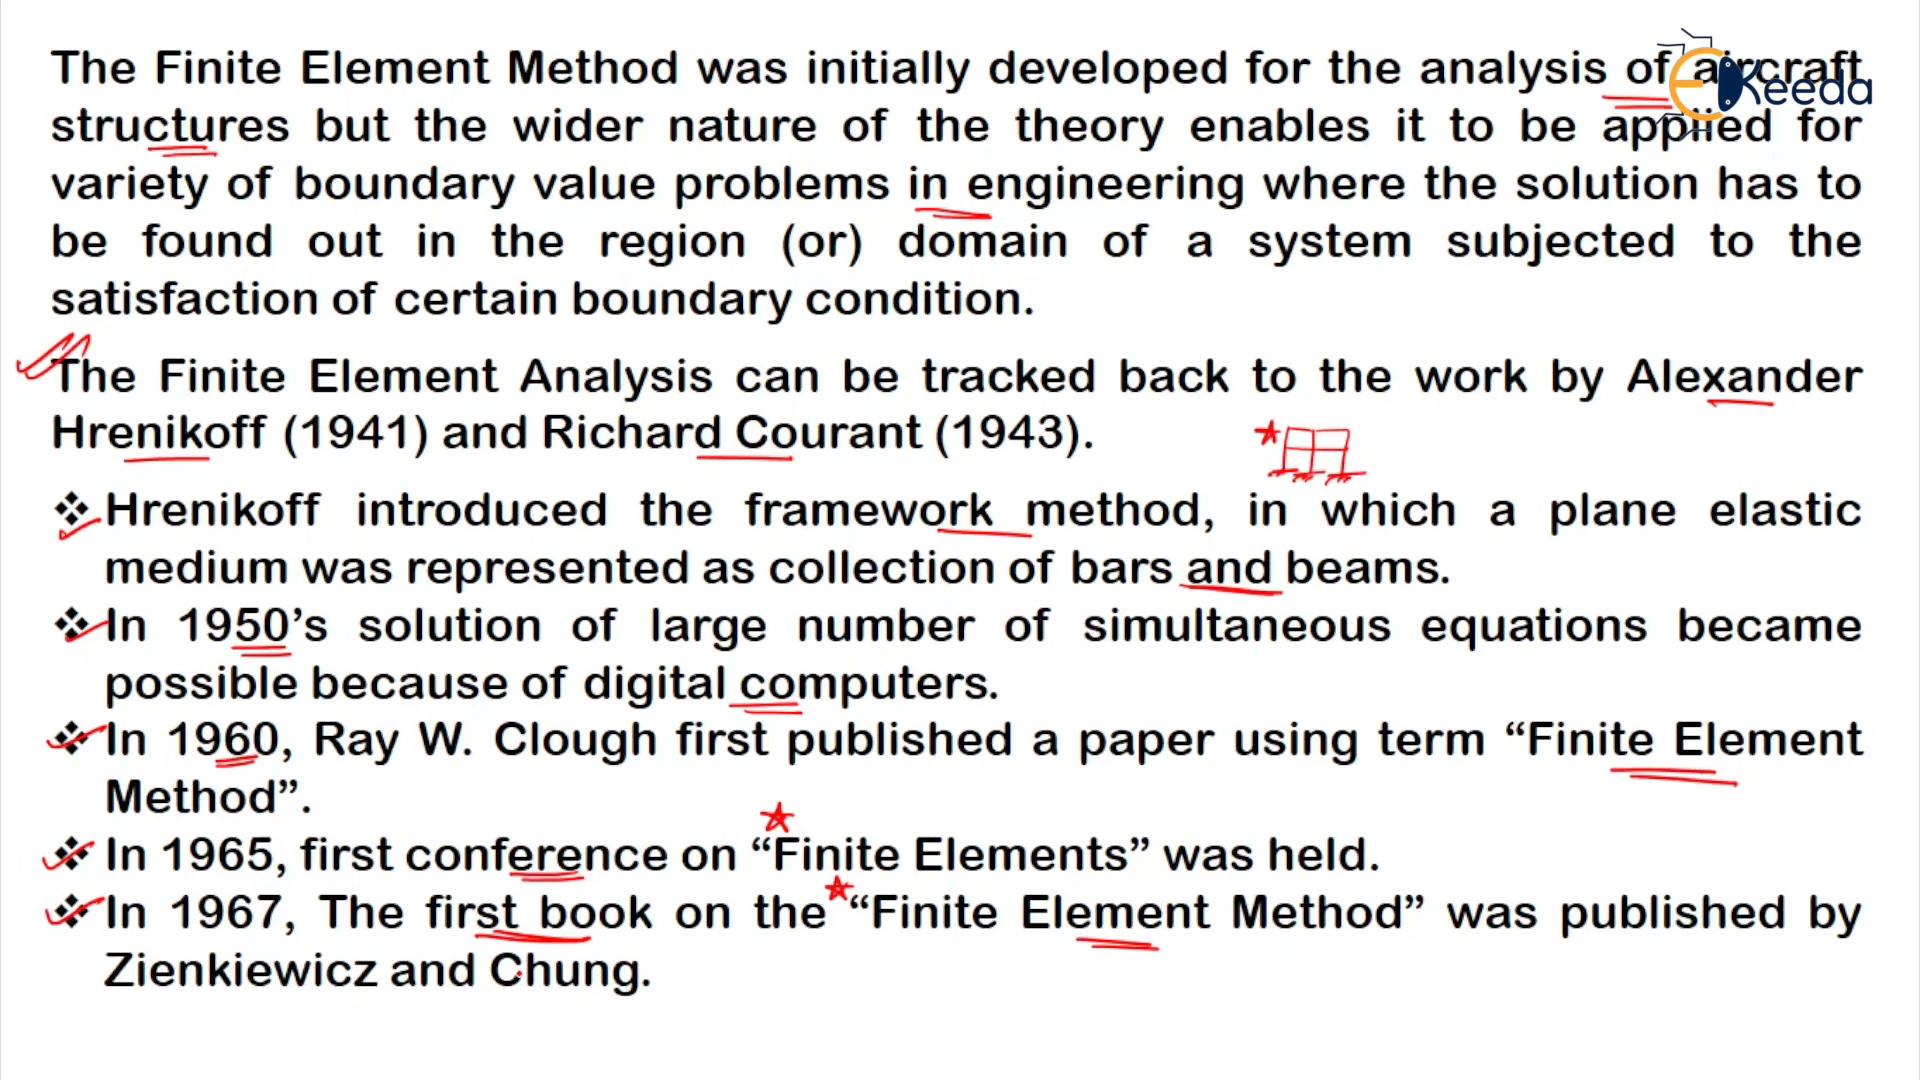 The Finite Element Method was initially developed for the analysis of aircraft
structures but the wider nature of the theory enables it to be applied for
variety of boundary value problems in engineering where the solution has to
be found out in the region (or) domain of a system subjected to the
satisfaction of certain boundary condition.
The Finite Element Analysis can be tracked back to the work by Alexander
Hrenikoff (1941) and Richard Courant (1943).
❖ Hrenikoff introduced the framework method, in which a plane elastic
medium was represented as collection of bars and beams.
❖ In 1950’s solution of large number of simultaneous equations became
possible because of digital computers.
❖ In 1960, Ray W. Clough first published a paper using term “Finite Element
Method”.
❖ In 1965, first conference on “Finite Elements” was held.
❖ In 1967, The first book on the “Finite Element Method” was published by
Zienkiewicz and Chung.
eKeeda